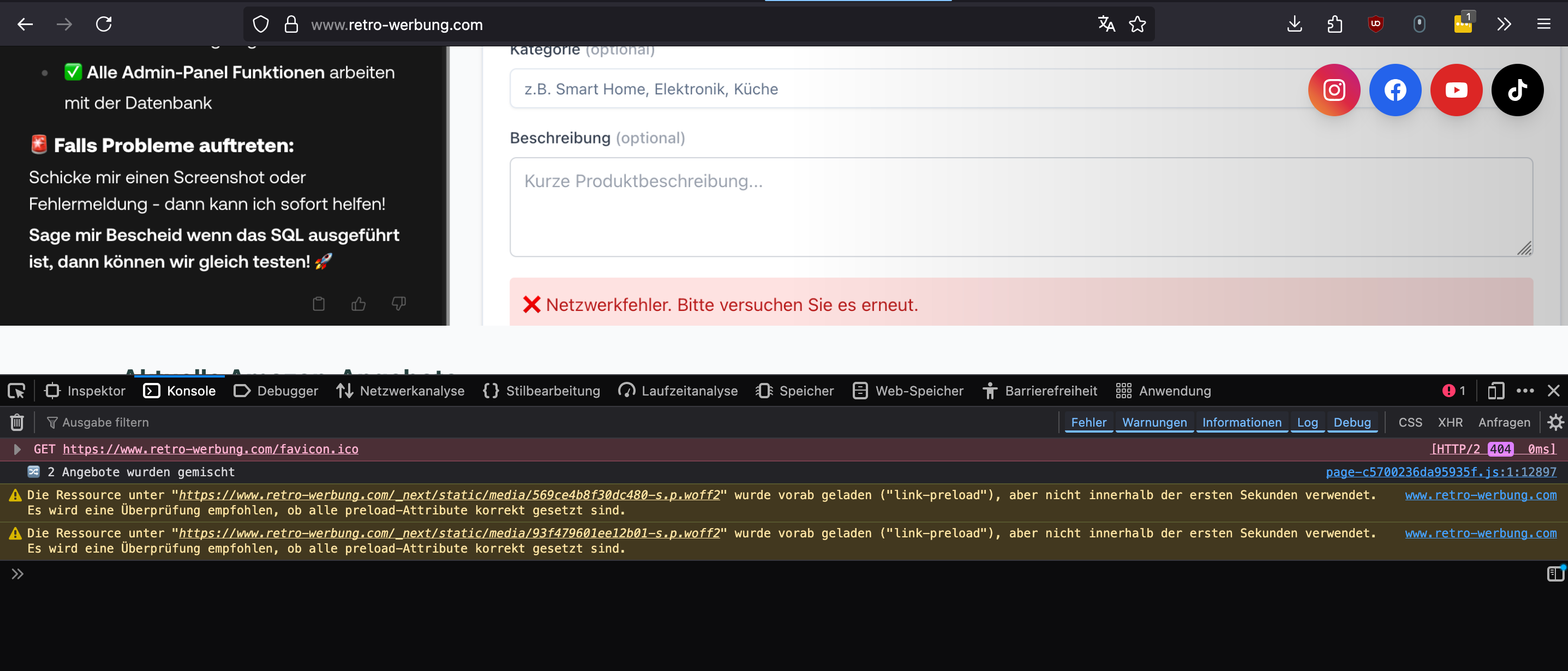 www.retro-werbung.com
1
✅ Alle Admin-Panel Funktionen arbeiten
mit der Datenbank
🚨 Falls Probleme auftreten:
Schicke mir einen Screenshot oder
Fehlermeldung - dann kann ich sofort helfen!
Sage mir Bescheid wenn das SQL ausgeführt
ist, dann können wir gleich testen! 🚀
Kategorie (optional)
z.B. Smart Home, Elektronik, Küche
Beschreibung (optional)
Kurze Produktbeschreibung...
❌ Netzwerkfehler. Bitte versuchen Sie es erneut.
Aktuelle Amazon-Angebote
Inspektor Konsole Debugger Netzwerkanalyse Stilbearbeitung Laufzeitanalyse Speicher Web-Speicher Barrierefreiheit Anwendung 1
Ausgabe filtern Fehler Warnungen Informationen Log Debug CSS XHR Anfragen
GET https://www.retro-werbung.com/favicon.ico [HTTP/2 404 0ms]
🔀 2 Angebote wurden gemischt page-c5700236da95935f.js:1:12897
Die Ressource unter "https://www.retro-werbung.com/_next/static/media/569ce4b8f30dc480-s.p.woff2" wurde vorab geladen ("link-preload"), aber nicht innerhalb der ersten Sekunden verwendet. www.retro-werbung.com
Es wird eine Überprüfung empfohlen, ob alle preload-Attribute korrekt gesetzt sind.
Die Ressource unter "https://www.retro-werbung.com/_next/static/media/93f479601ee12b01-s.p.woff2" wurde vorab geladen ("link-preload"), aber nicht innerhalb der ersten Sekunden verwendet. www.retro-werbung.com
Es wird eine Überprüfung empfohlen, ob alle preload-Attribute korrekt gesetzt sind.